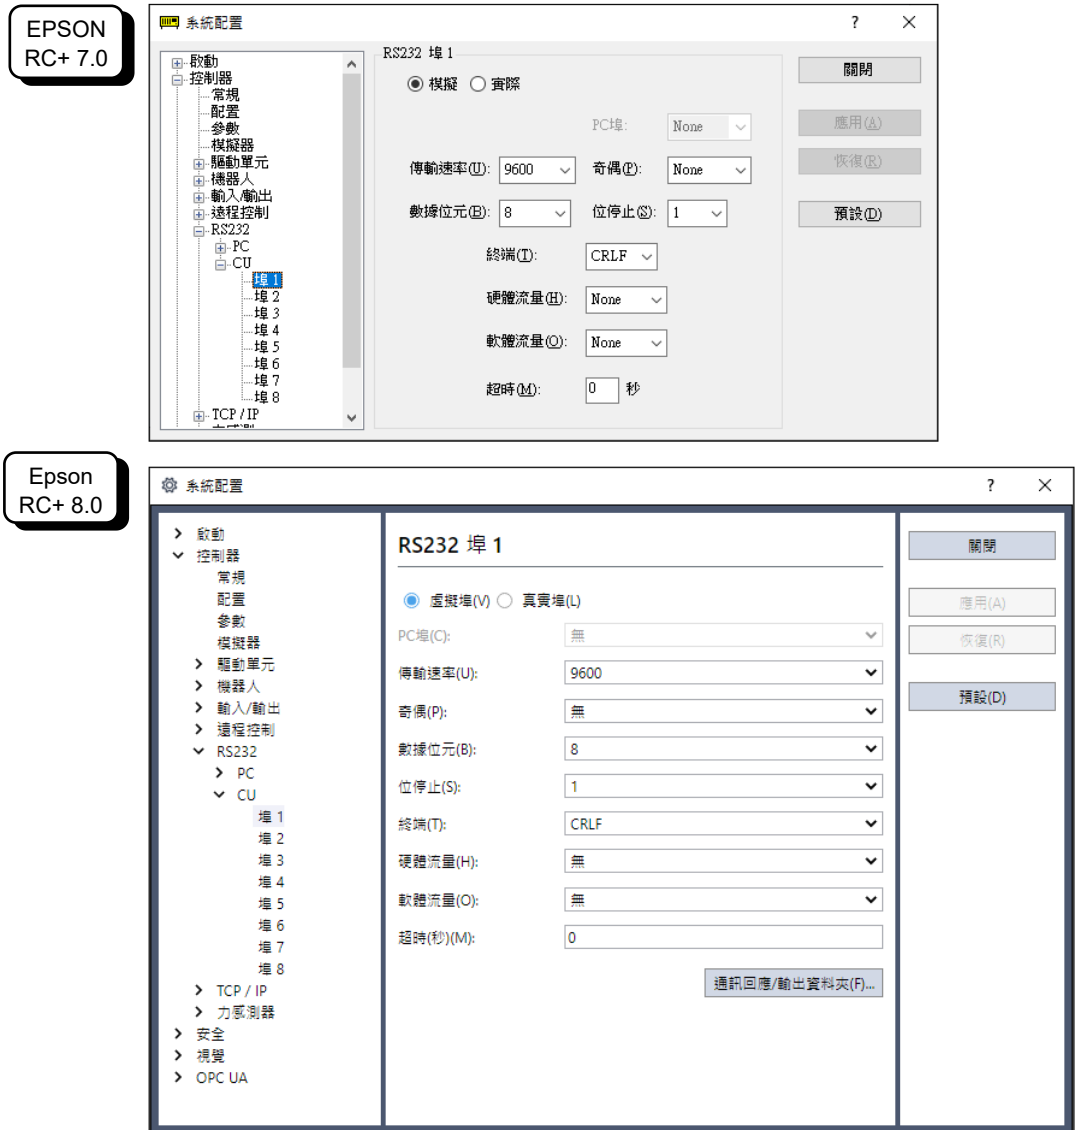 EPSON
RC+ 7.0
系統配置
?
啟動
控制器
常規
配置
參數
模擬器
驅動單元
機器人
輸入/輸出
遠程控制
RS232
PC
CU
埠 1
埠 2
埠 3
埠 4
埠 5
埠 6
埠 7
埠 8
TCP / IP
RS232 埠 1
模擬 實際
PC埠: None
傳輸速率(U): 9600 奇偶(P): None
數據位元(B): 8 位停止(S): 1
終端(T): CRLF
硬體流量(H): None
軟體流量(O): None
超時(M): 0 秒
關閉
應用(A)
恢復(R)
預設(D)
Epson
RC+ 8.0
系統配置
?
啟動
控制器
常規
配置
參數
模擬器
驅動單元
機器人
輸入/輸出
遠程控制
RS232
PC
CU
埠 1
埠 2
埠 3
埠 4
埠 5
埠 6
埠 7
埠 8
TCP / IP
力感測器
安全
視覺
OPC UA
RS232 埠 1
虛擬埠(V) 真實埠(L)
PC埠(C): 無
傳輸速率(U): 9600
奇偶(P): 無
數據位元(B): 8
位停止(S): 1
終端(T): CRLF
硬體流量(H): 無
軟體流量(O): 無
超時(秒)(M): 0
通訊回應/輸出資料夾(F)...
關閉
應用(A)
恢復(R)
預設(D)